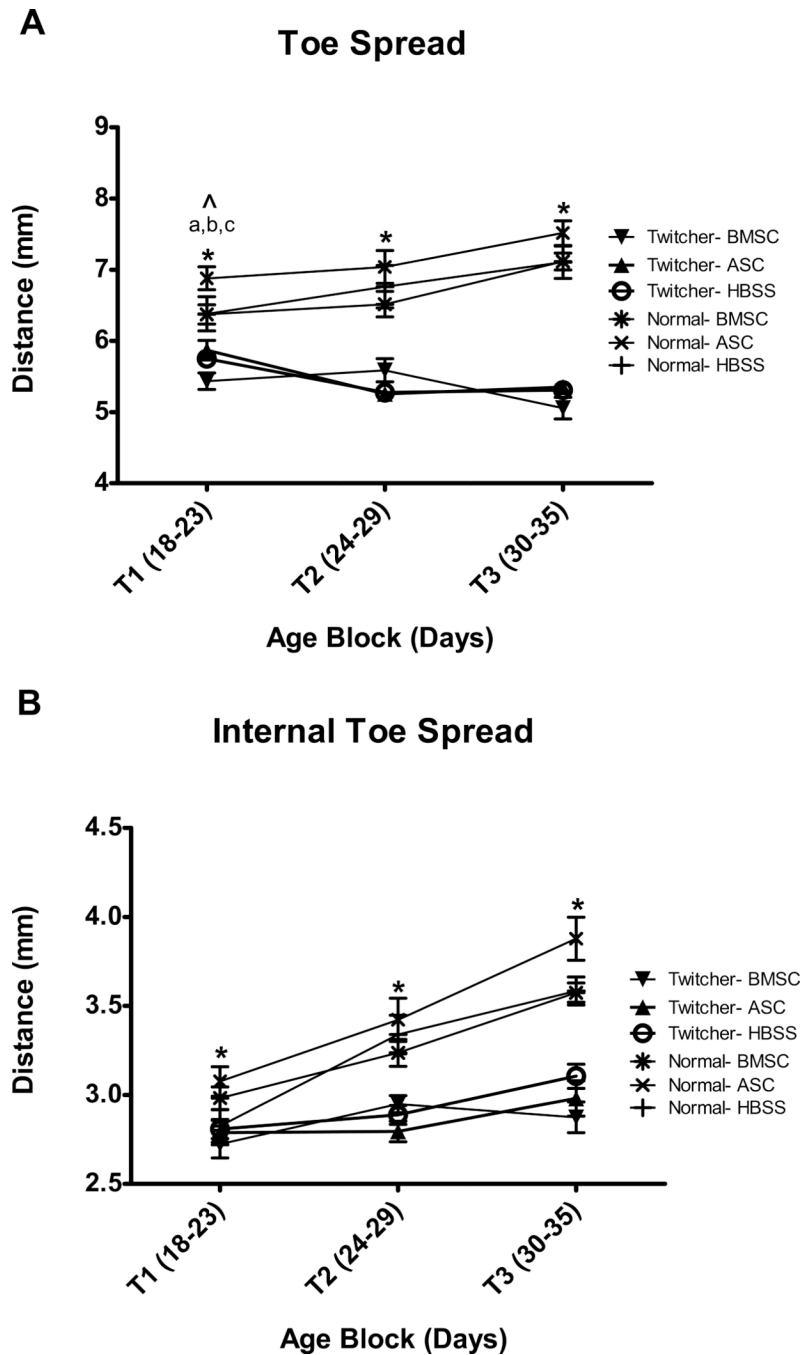 A
Toe Spread
9
8
7
6
5
4
Distance (mm)
^
a,b,c
*
*
*
Twitcher- BMSC
Twitcher- ASC
Twitcher- HBSS
Normal- BMSC
Normal- ASC
Normal- HBSS
T1 (18-23)
T2 (24-29)
T3 (30-35)
Age Block (Days)
B
Internal Toe Spread
4.5
4.0
3.5
3.0
2.5
Distance (mm)
*
*
*
Twitcher- BMSC
Twitcher- ASC
Twitcher- HBSS
Normal- BMSC
Normal- ASC
Normal- HBSS
T1 (18-23)
T2 (24-29)
T3 (30-35)
Age Block (Days)